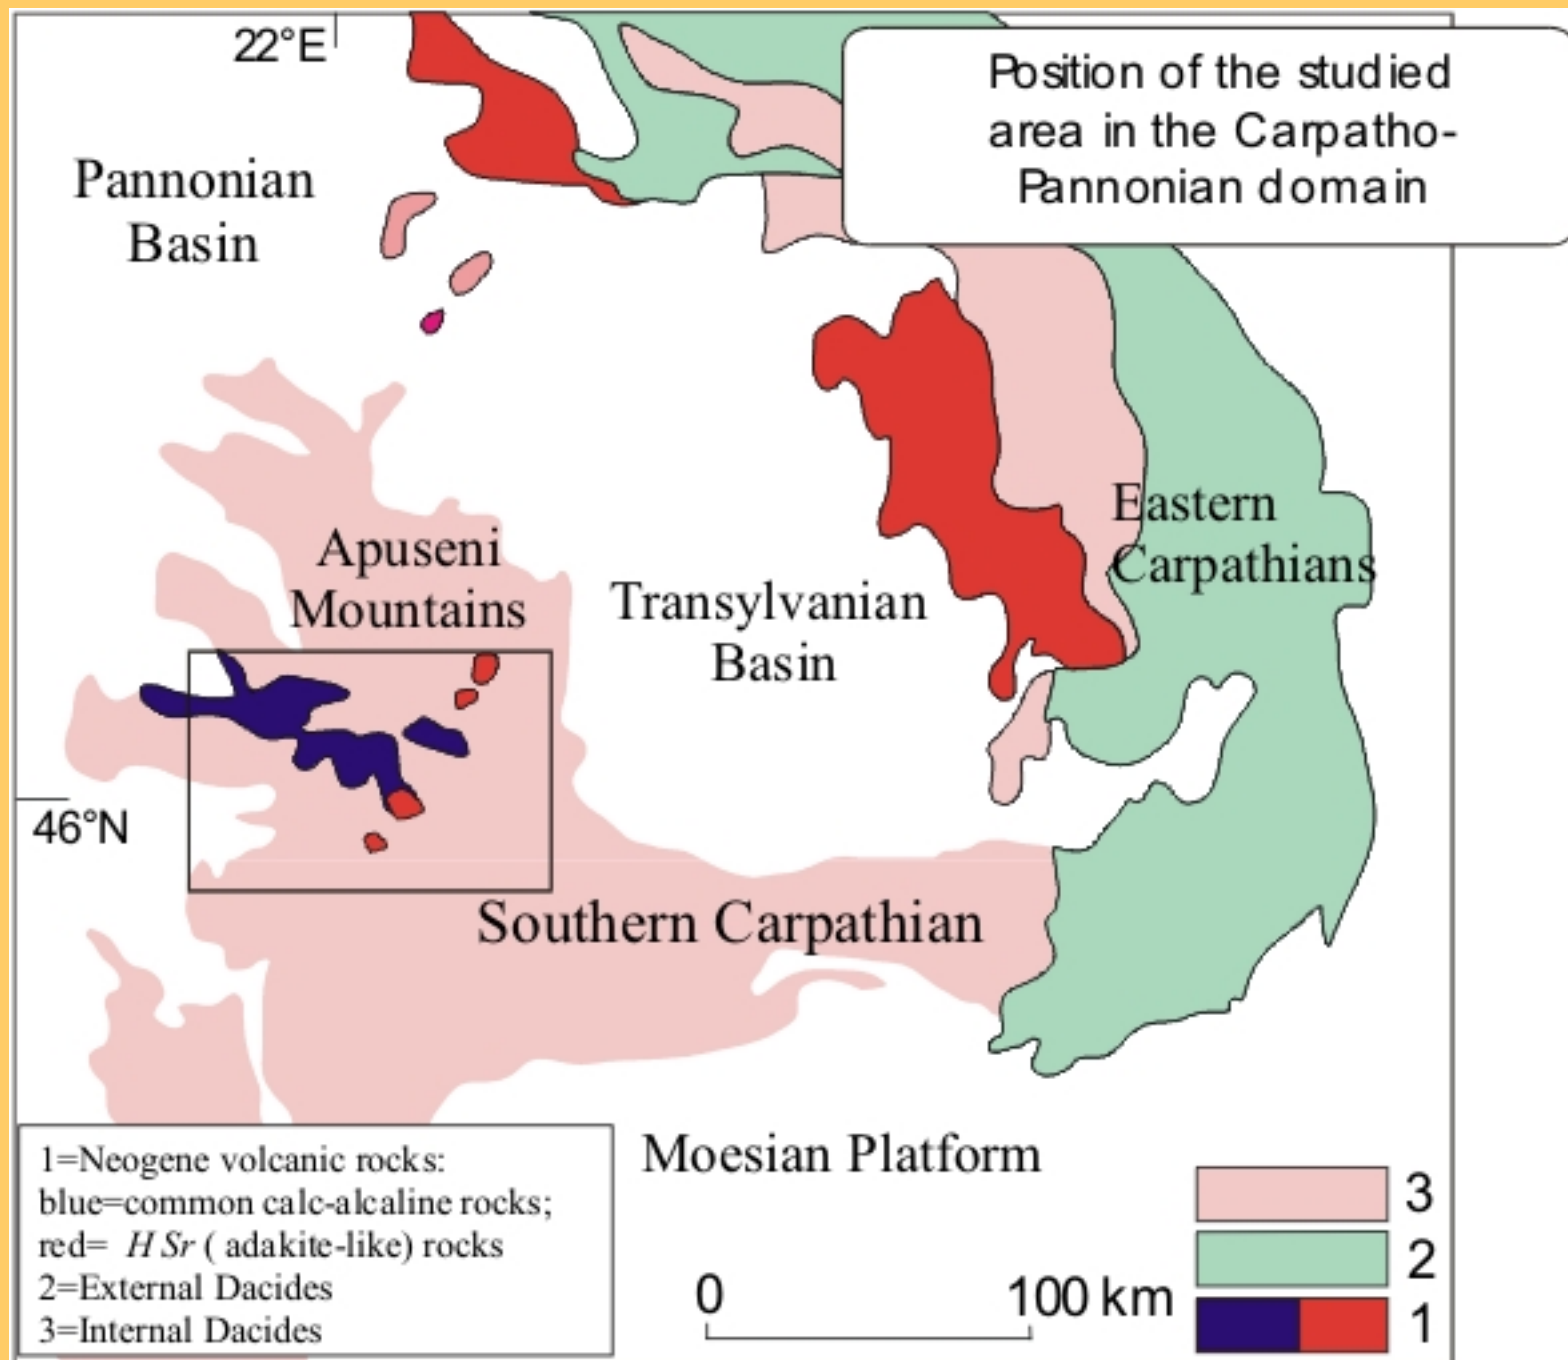 22°E
Position of the studied
area in the Carpatho-
Pannonian domain
Pannonian
Basin
Eastern
Carpathians
Apuseni
Mountains
Transylvanian
Basin
46°N
Southern Carpathian
Moesian Platform
1=Neogene volcanic rocks:
blue=common calc-alcaline rocks;
red= H Sr ( adakite-like) rocks
2=External Dacides
3=Internal Dacides
0 100 km
3
2
1